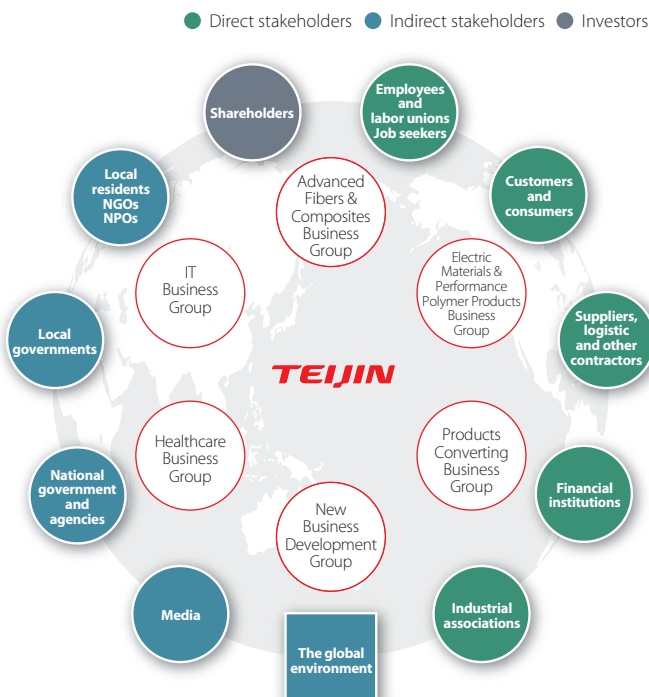 Direct stakeholders Indirect stakeholders Investors
Shareholders
Employees
and
labor unions
Job seekers
Local
residents
NGOs
NPOs
Customers
and
consumers
Advanced
Fibers &
Composites
Business
Group
IT
Business
Group
Electric
Materials &
Performance
Polymer Products
Business
Group
Local
governments
Suppliers,
logistic
and other
contractors
TEIJIN
Healthcare
Business
Group
Products
Converting
Business
Group
National
government
and
agencies
Financial
institutions
New
Business
Development
Group
Media
Industrial
associations
The global
environment